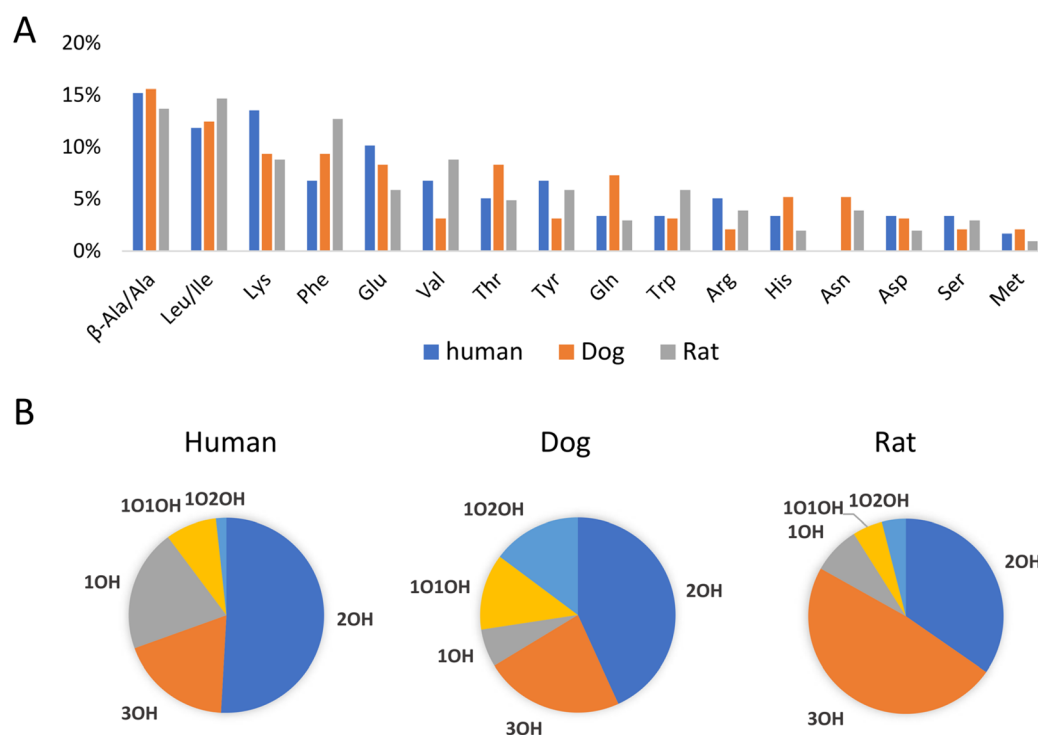 A
20%
15%
10%
5%
0%
β-Ala/Ala
Leu/Ile
Lys
Phe
Glu
Val
Thr
Tyr
Gln
Trp
Arg
His
Asn
Asp
Ser
Met
human Dog Rat
B
Human Dog Rat
1O1OH 1O2OH
1OH
2OH
3OH
1O2OH
1O1OH
2OH
1OH
3OH
1O2OH
1O1OH
1OH
2OH
3OH